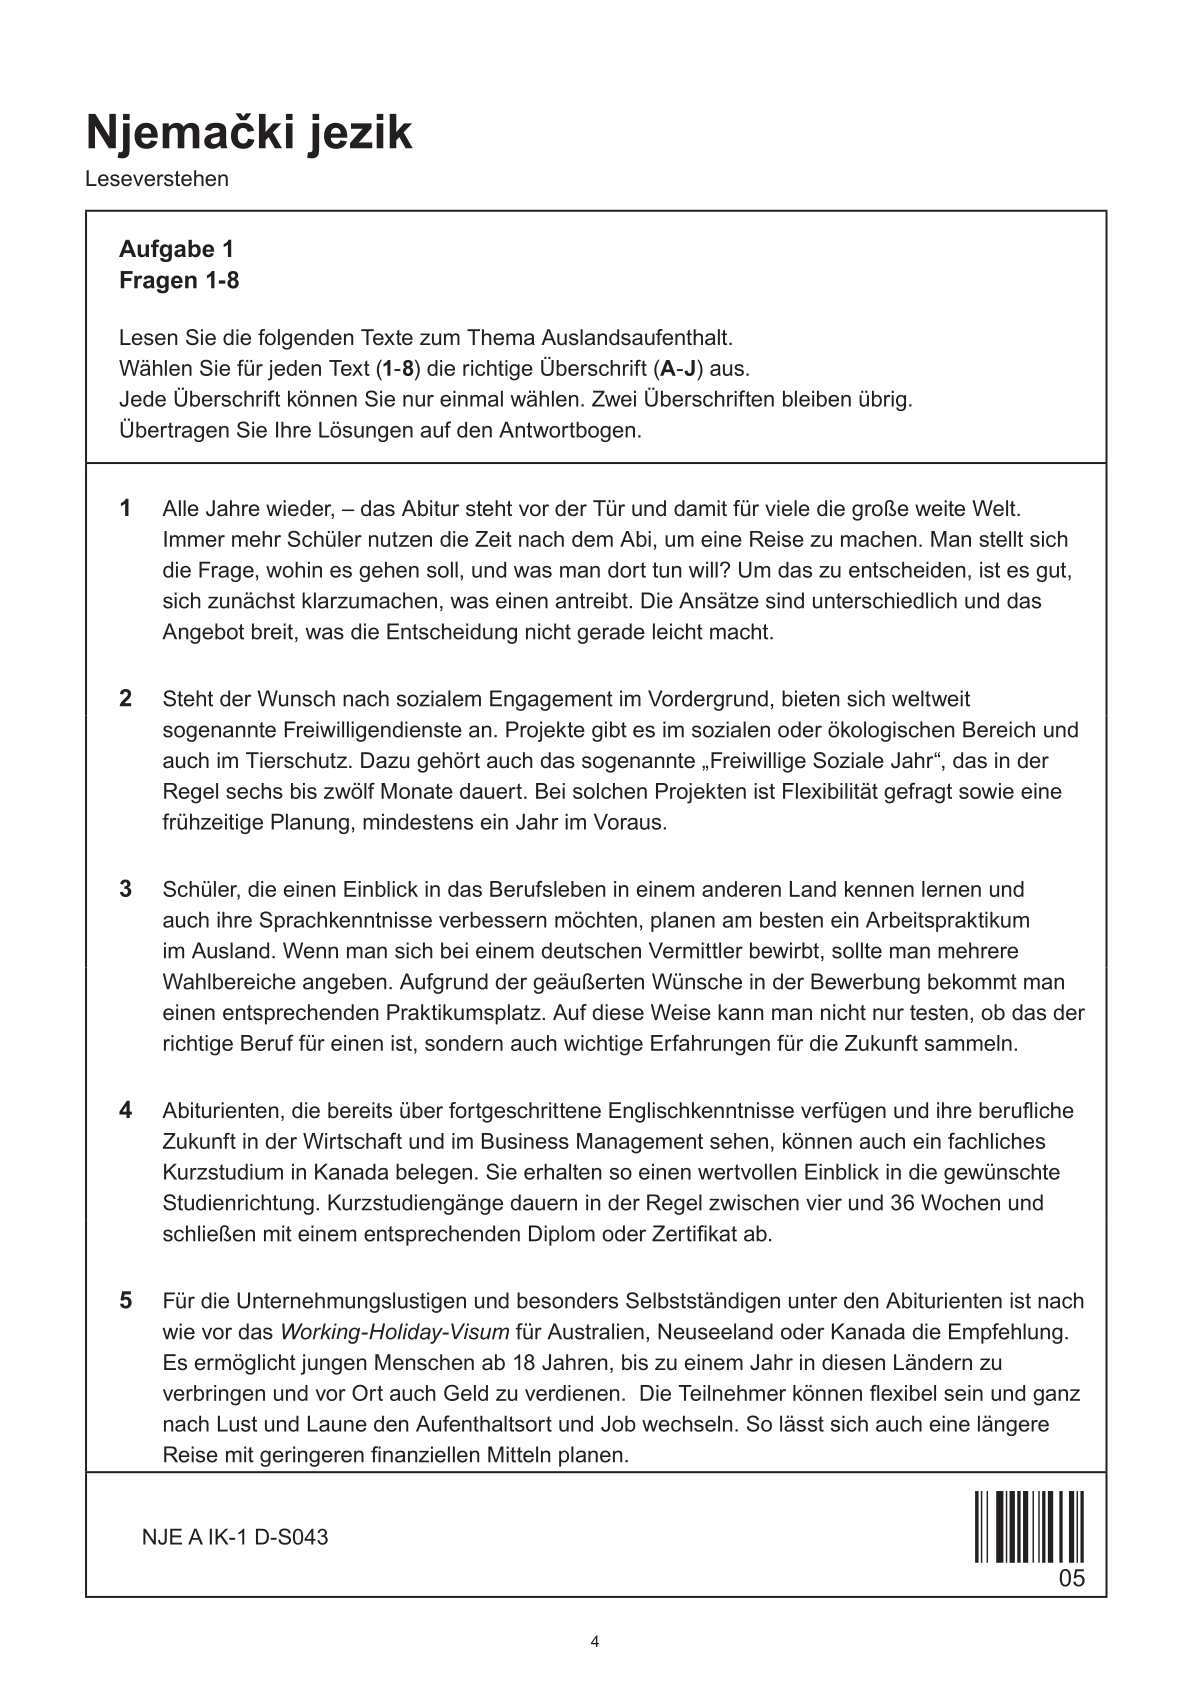 Njemački jezik
Leseverstehen
Aufgabe 1
Fragen 1-8
Lesen Sie die folgenden Texte zum Thema Auslandsaufenthalt.
Wählen Sie für jeden Text (1-8) die richtige Überschrift (A-J) aus.
Jede Überschrift können Sie nur einmal wählen. Zwei Überschriften bleiben übrig.
Übertragen Sie Ihre Lösungen auf den Antwortbogen.
1 Alle Jahre wieder, – das Abitur steht vor der Tür und damit für viele die große weite Welt.
Immer mehr Schüler nutzen die Zeit nach dem Abi, um eine Reise zu machen. Man stellt sich
die Frage, wohin es gehen soll, und was man dort tun will? Um das zu entscheiden, ist es gut,
sich zunächst klarzumachen, was einen antreibt. Die Ansätze sind unterschiedlich und das
Angebot breit, was die Entscheidung nicht gerade leicht macht.
2 Steht der Wunsch nach sozialem Engagement im Vordergrund, bieten sich weltweit
sogenannte Freiwilligendienste an. Projekte gibt es im sozialen oder ökologischen Bereich und
auch im Tierschutz. Dazu gehört auch das sogenannte „Freiwillige Soziale Jahr“, das in der
Regel sechs bis zwölf Monate dauert. Bei solchen Projekten ist Flexibilität gefragt sowie eine
frühzeitige Planung, mindestens ein Jahr im Voraus.
3 Schüler, die einen Einblick in das Berufsleben in einem anderen Land kennen lernen und
auch ihre Sprachkenntnisse verbessern möchten, planen am besten ein Arbeitspraktikum
im Ausland. Wenn man sich bei einem deutschen Vermittler bewirbt, sollte man mehrere
Wahlbereiche angeben. Aufgrund der geäußerten Wünsche in der Bewerbung bekommt man
einen entsprechenden Praktikumsplatz. Auf diese Weise kann man nicht nur testen, ob das der
richtige Beruf für einen ist, sondern auch wichtige Erfahrungen für die Zukunft sammeln.
4 Abiturienten, die bereits über fortgeschrittene Englischkenntnisse verfügen und ihre berufliche
Zukunft in der Wirtschaft und im Business Management sehen, können auch ein fachliches
Kurzstudium in Kanada belegen. Sie erhalten so einen wertvollen Einblick in die gewünschte
Studienrichtung. Kurzstudiengänge dauern in der Regel zwischen vier und 36 Wochen und
schließen mit einem entsprechenden Diplom oder Zertifikat ab.
5 Für die Unternehmungslustigen und besonders Selbstständigen unter den Abiturienten ist nach
wie vor das Working-Holiday-Visum für Australien, Neuseeland oder Kanada die Empfehlung.
Es ermöglicht jungen Menschen ab 18 Jahren, bis zu einem Jahr in diesen Ländern zu
verbringen und vor Ort auch Geld zu verdienen. Die Teilnehmer können flexibel sein und ganz
nach Lust und Laune den Aufenthaltsort und Job wechseln. So lässt sich auch eine längere
Reise mit geringeren finanziellen Mitteln planen.
NJE A IK-1 D-S043
05
4